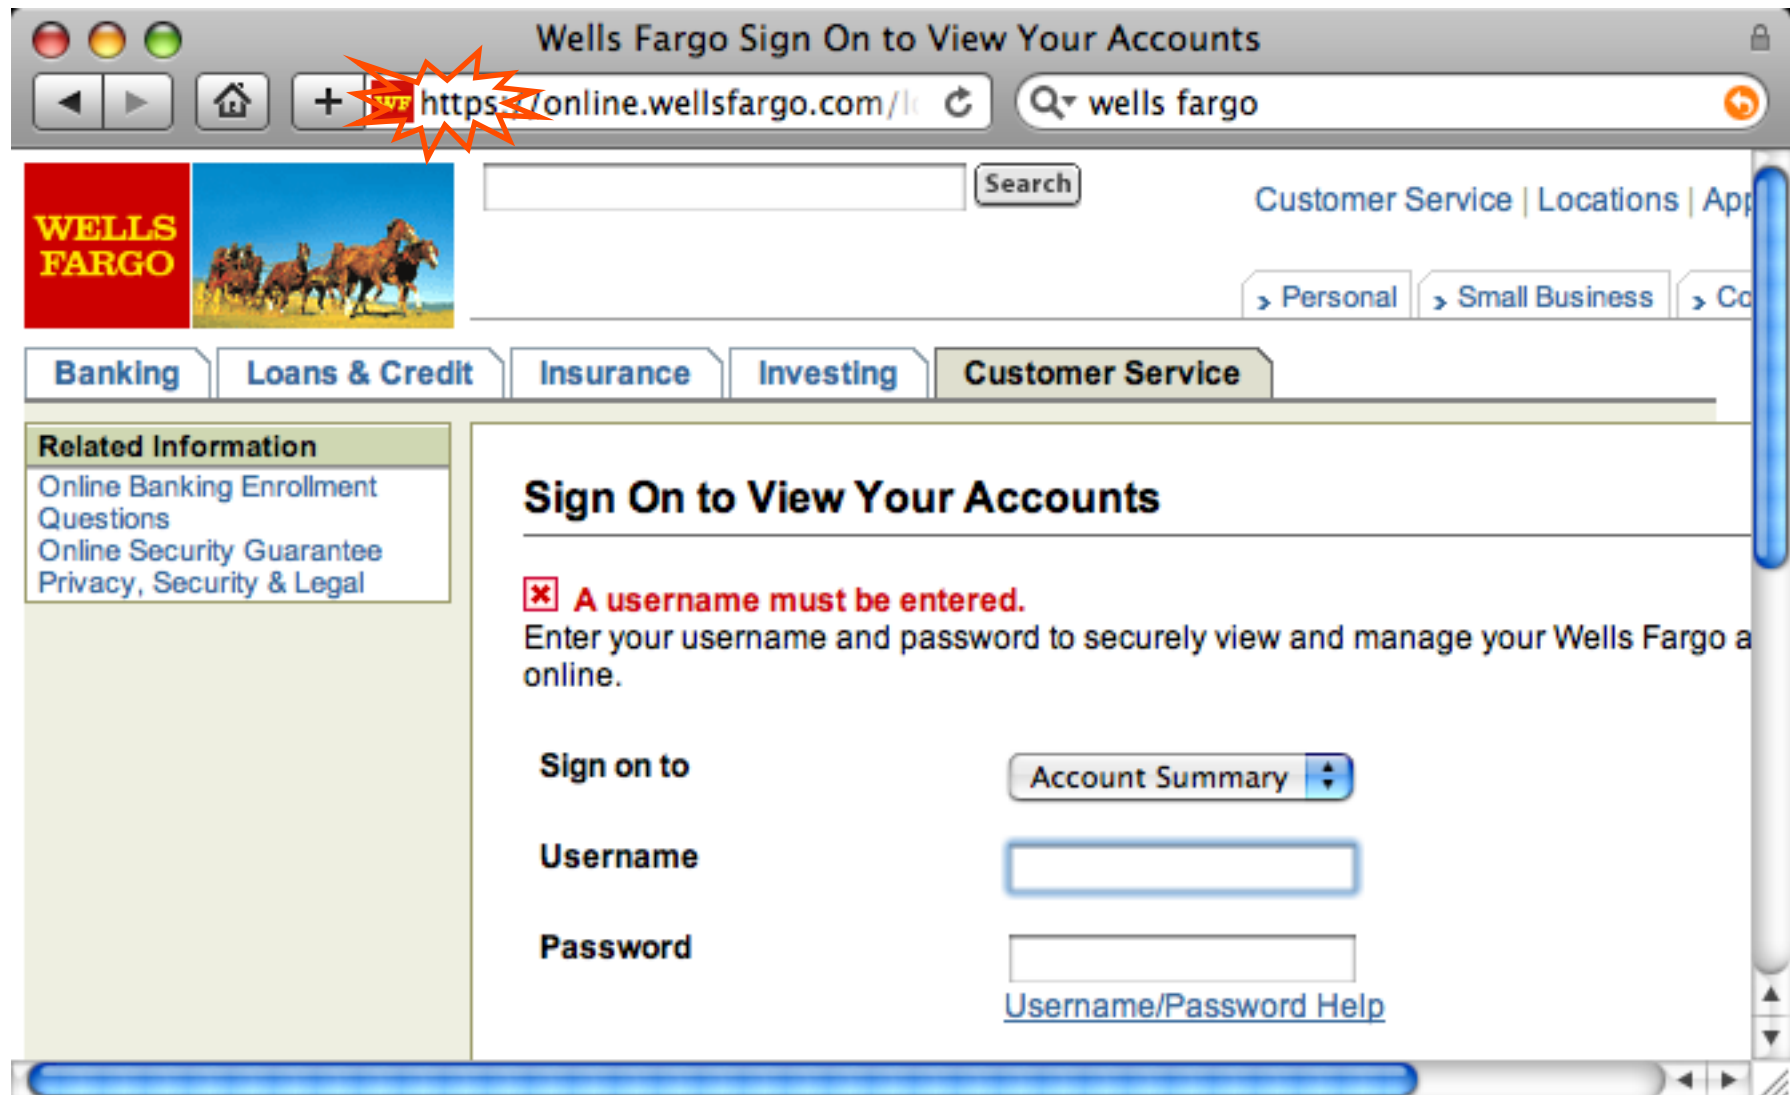 Wells Fargo Sign On to View Your Accounts
WF https://online.wellsfargo.com/l wells fargo
WELLS
FARGO
Search
Customer Service | Locations | App
Personal Small Business Co
Banking Loans & Credit Insurance Investing Customer Service
Related Information
Online Banking Enrollment
Questions
Online Security Guarantee
Privacy, Security & Legal
Sign On to View Your Accounts
A username must be entered.
Enter your username and password to securely view and manage your Wells Fargo a
online.
Sign on to Account Summary
Username
Password
Username/Password Help